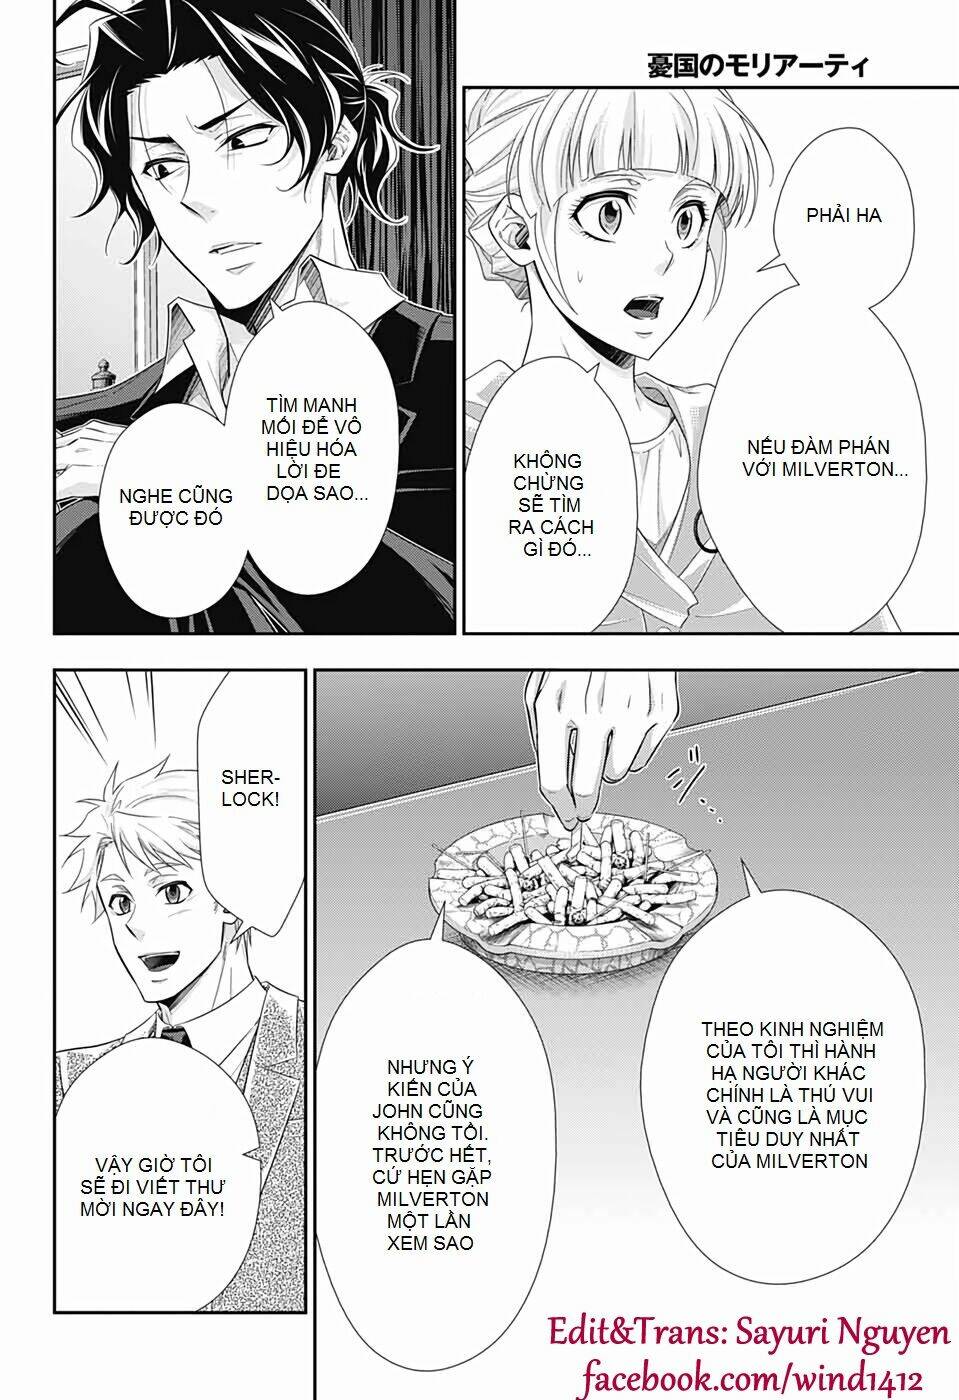 憂国のモリアーティ
PHẢI HA
NẾU ĐÀM PHÁN
VỚI MILVERTON...
KHÔNG
CHỪNG
SẼ TÌM
RA CÁCH
GÌ ĐÓ...
TÌM MANH
MỐI ĐỂ VÔ
HIỆU HÓA
LỜI ĐE
DỌA SAO...
NGHE CŨNG
ĐƯỢC ĐÓ
THEO KINH NGHIỆM
CỦA TÔI THÌ HÀNH
HẠ NGƯỜI KHÁC
CHÍNH LÀ THÚ VUI
VÀ CŨNG LÀ MỤC
TIÊU DUY NHẤT
CỦA MILVERTON
NHƯNG Ý
KIẾN CỦA
JOHN CŨNG
KHÔNG TỒI.
TRƯỚC HẾT,
CỨ HẸN GẶP
MILVERTON
MỘT LẦN
XEM SAO
SHER-
LOCK!
VẬY GIỜ TÔI
SẼ ĐI VIẾT THƯ
MỜI NGAY ĐÂY!
Edit&Trans: Sayuri Nguyen
facebook.com/wind1412